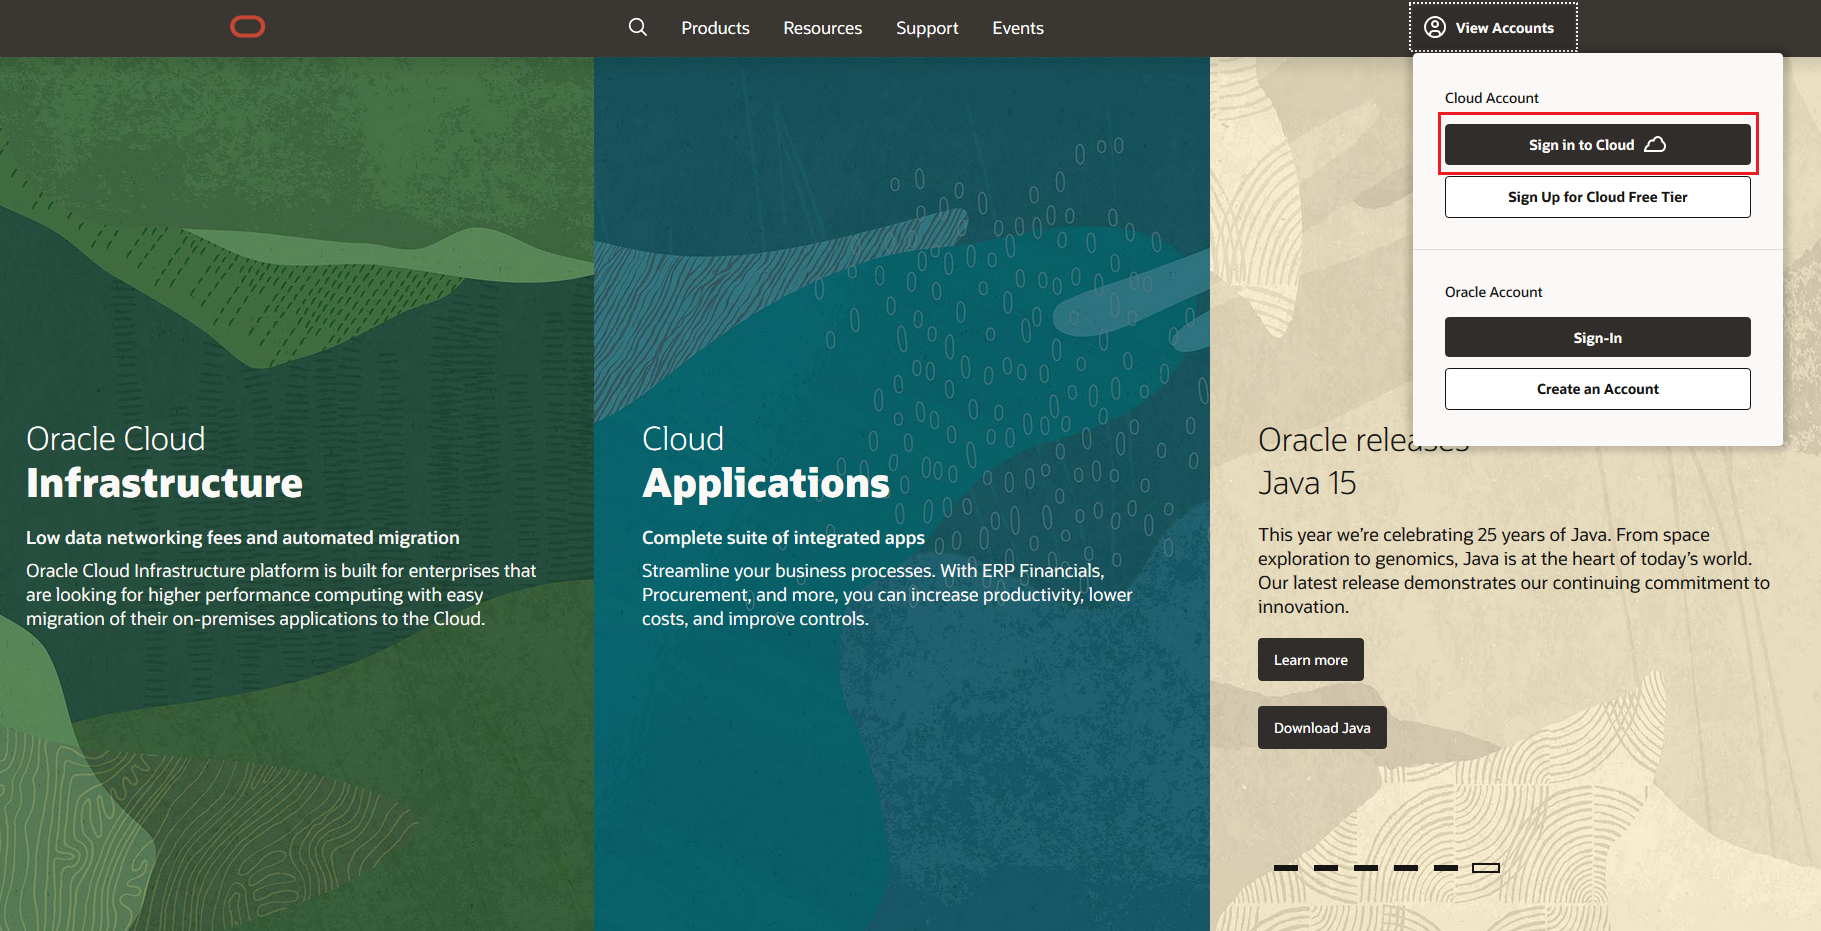 Products
Resources
Support
Events
View Accounts
Cloud Account
Sign in to Cloud
Sign Up for Cloud Free Tier
Oracle Account
Sign-In
Create an Account
Oracle Cloud
Infrastructure
Low data networking fees and automated migration
Oracle Cloud Infrastructure platform is built for enterprises that
are looking for higher performance computing with easy
migration of their on-premises applications to the Cloud.
Cloud
Applications
Complete suite of integrated apps
Streamline your business processes. With ERP Financials,
Procurement, and more, you can increase productivity, lower
costs, and improve controls.
Oracle releases
Java 15
This year we’re celebrating 25 years of Java. From space
exploration to genomics, Java is at the heart of today’s world.
Our latest release demonstrates our continuing commitment to
innovation.
Learn more
Download Java